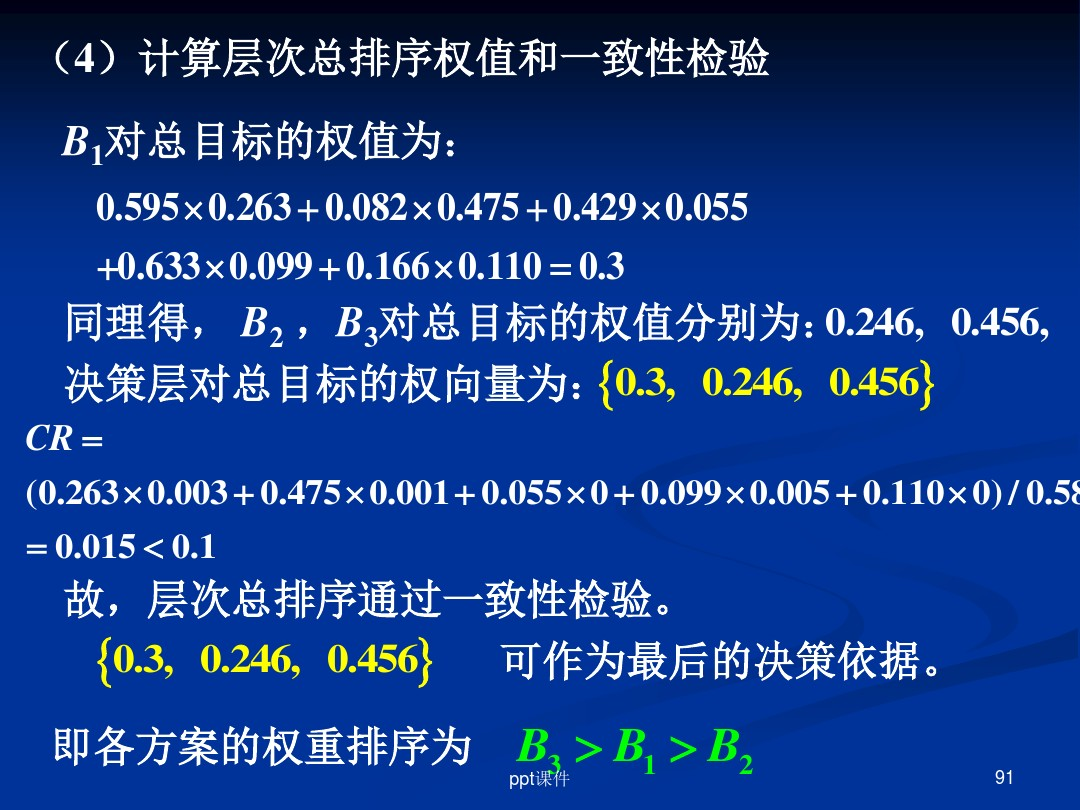 （4）计算层次总排序权值和一致性检验
B₁对总目标的权值为：
0.595×0.263+0.082×0.475+0.429×0.055
+0.633×0.099+0.166×0.110=0.3
同理得， B₂ ，B₃对总目标的权值分别为：0.246, 0.456,
决策层对总目标的权向量为：{0.3, 0.246, 0.456}
CR =
(0.263×0.003+0.475×0.001+0.055×0+0.099×0.005+0.110×0)/0.58
=0.015<0.1
故，层次总排序通过一致性检验。
{0.3, 0.246, 0.456} 可作为最后的决策依据。
即各方案的权重排序为 B₃ > B₁ > B₂
ppt课件
91